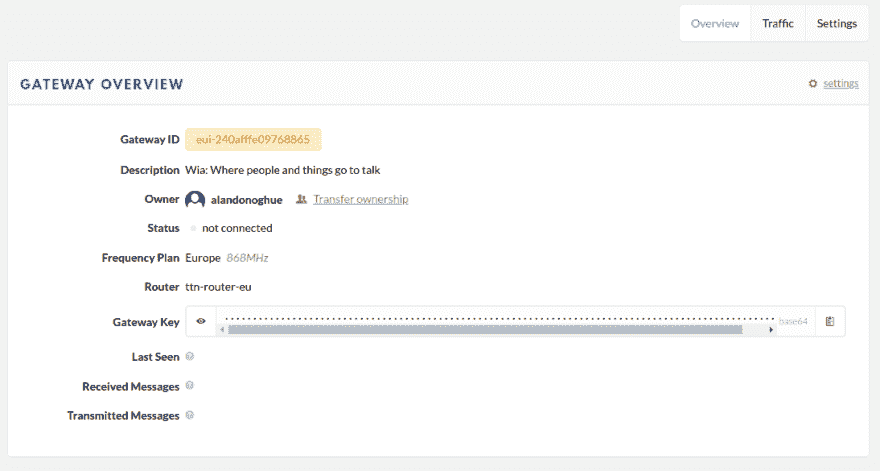 Overview Traffic Settings
GATEWAY OVERVIEW settings
Gateway ID eui-240afffe09768865
Description Wia: Where people and things go to talk
Owner alandonoghue Transfer ownership
Status not connected
Frequency Plan Europe 868MHz
Router ttn-router-eu
Gateway Key base64
Last Seen
Received Messages
Transmitted Messages